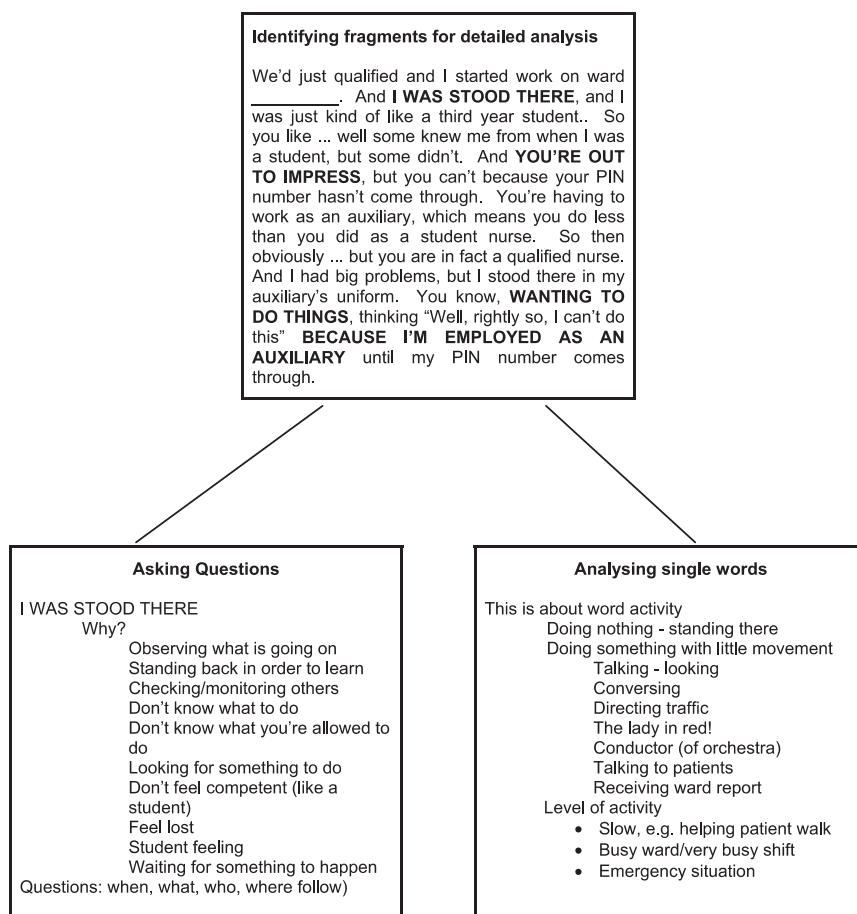 Identifying fragments for detailed analysis
We'd just qualified and I started work on ward
_________. And I WAS STOOD THERE, and I
was just kind of like a third year student.. So
you like ... well some knew me from when I was
a student, but some didn't. And YOU'RE OUT
TO IMPRESS, but you can't because your PIN
number hasn't come through. You're having to
work as an auxiliary, which means you do less
than you did as a student nurse. So then
obviously ... but you are in fact a qualified nurse.
And I had big problems, but I stood there in my
auxiliary's uniform. You know, WANTING TO
DO THINGS, thinking "Well, rightly so, I can't do
this" BECAUSE I'M EMPLOYED AS AN
AUXILIARY until my PIN number comes
through.
Asking Questions
I WAS STOOD THERE
Why?
Observing what is going on
Standing back in order to learn
Checking/monitoring others
Don't know what to do
Don't know what you're allowed to
do
Looking for something to do
Don't feel competent (like a
student)
Feel lost
Student feeling
Waiting for something to happen
Questions: when, what, who, where follow)
Analysing single words
This is about word activity
Doing nothing - standing there
Doing something with little movement
Talking - looking
Conversing
Directing traffic
The lady in red!
Conductor (of orchestra)
Talking to patients
Receiving ward report
Level of activity
• Slow, e.g. helping patient walk
• Busy ward/very busy shift
• Emergency situation